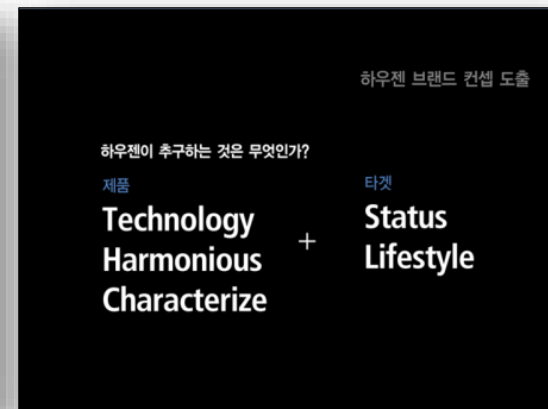 하우젠 브랜드 컨셉 도출
하우젠이 추구하는 것은 무엇인가?
제품
Technology
Harmonious
Characterize
+
타겟
Status
Lifestyle